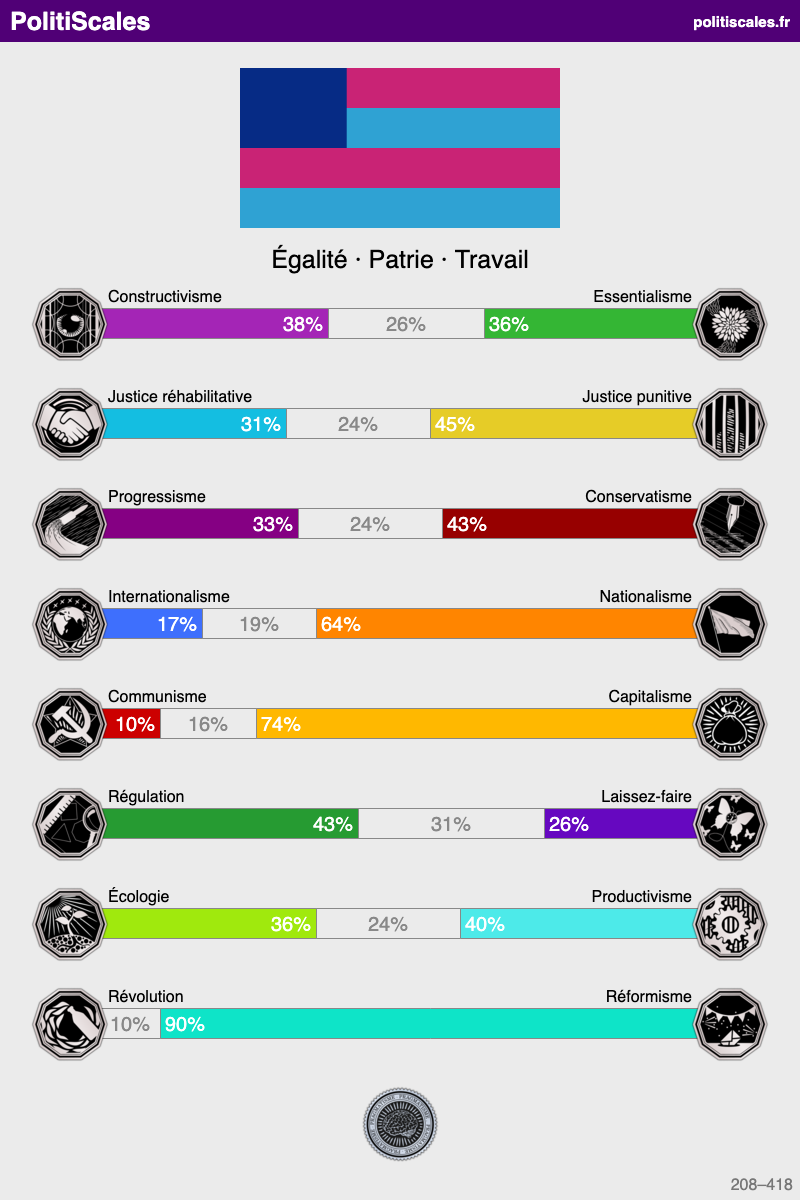 PolitiScales
politiscales.fr
Égalité · Patrie · Travail
Constructivisme
Essentialisme
38%
26%
36%
Justice réhabilitative
Justice punitive
31%
24%
45%
Progressisme
Conservatisme
33%
24%
43%
Internationalisme
Nationalisme
17%
19%
64%
Communisme
Capitalisme
10%
16%
74%
Régulation
Laissez-faire
43%
31%
26%
Écologie
Productivisme
36%
24%
40%
Révolution
Réformisme
10%
90%
208–418